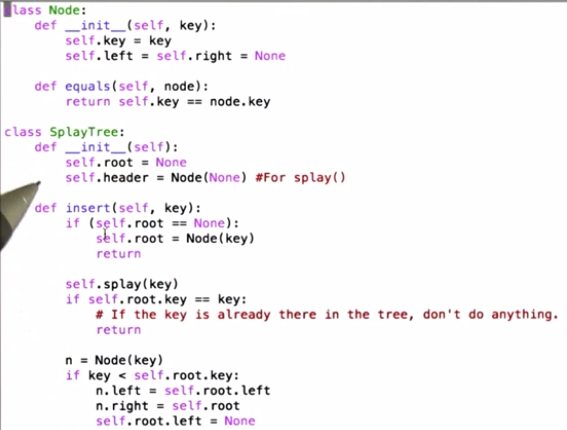 class Node:
    def __init__(self, key):
        self.key = key
        self.left = self.right = None
    def equals(self, node):
        return self.key == node.key
class SplayTree:
    def __init__(self):
        self.root = None
        self.header = Node(None) #For splay()
    def insert(self, key):
        if (self.root == None):
            self.root = Node(key)
            return
        self.splay(key)
        if self.root.key == key:
            # If the key is already there in the tree, don't do anything.
            return
        n = Node(key)
        if key < self.root.key:
            n.left = self.root.left
            n.right = self.root
            self.root.left = None